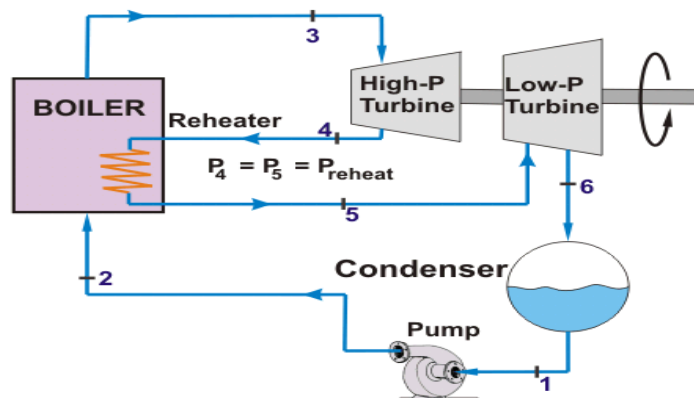 3
BOILER
High-P
Turbine
Low-P
Turbine
Reheater
4
P4 = P5 = Preheat
5
6
2
Condenser
Pump
1